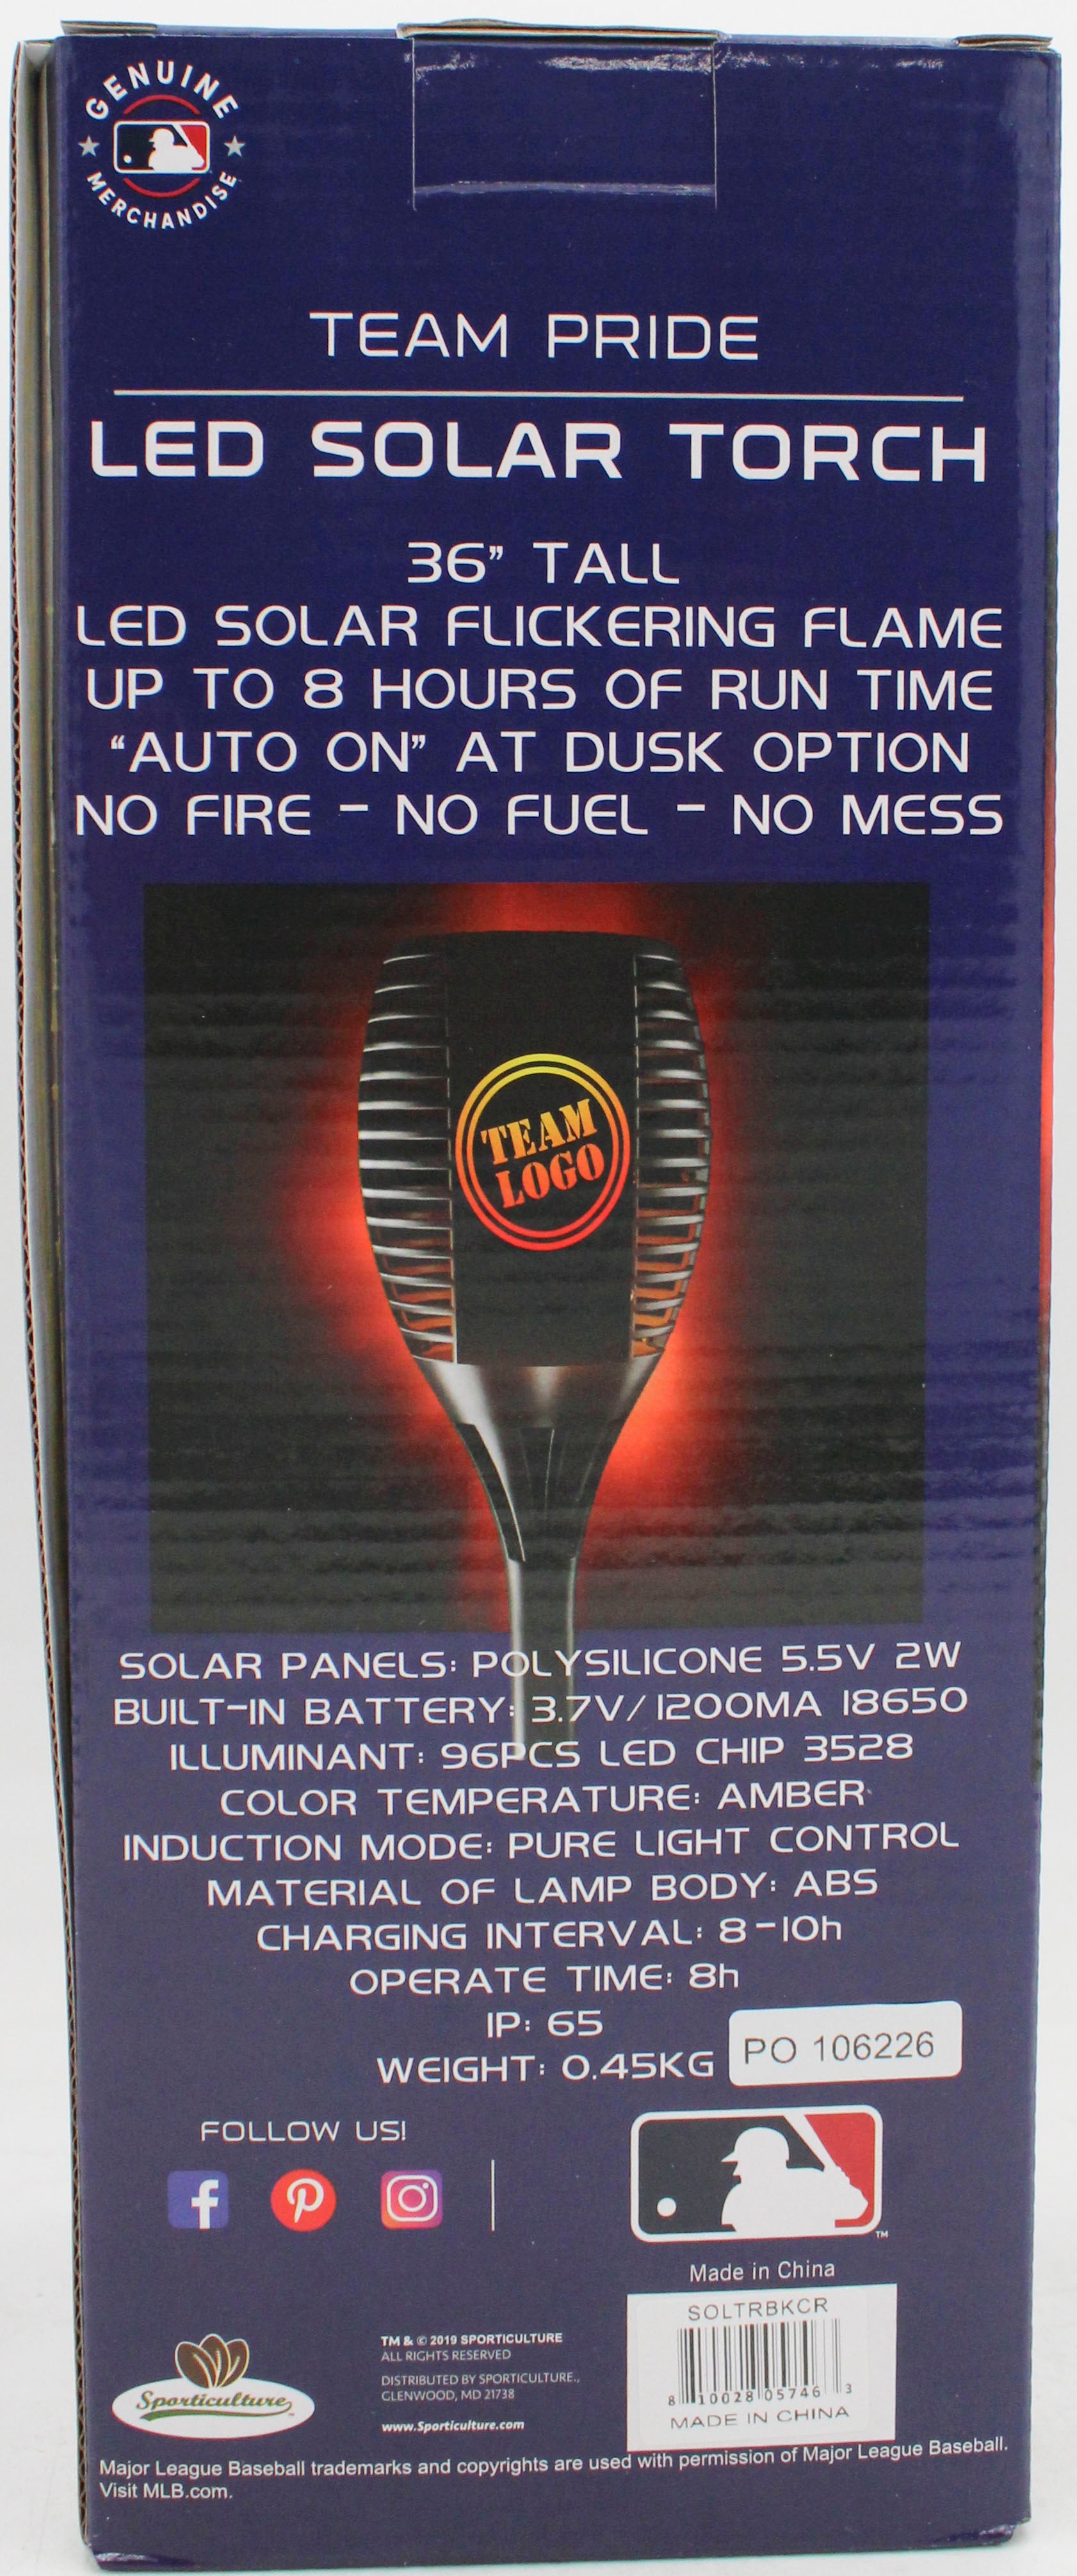 GENUINE
MERCHANDISE
TEAM PRIDE
LED SOLAR TORCH
36” TALL
LED SOLAR FLICKERING FLAME
UP TO 8 HOURS OF RUN TIME
“AUTO ON” AT DUSK OPTION
NO FIRE - NO FUEL - NO MESS
TEAM
LOGO
SOLAR PANELS: POLYSILICONE 5.5V 2W
BUILT-IN BATTERY: 3.7V/1200MA 18650
ILLUMINANT: 96PCS LED CHIP 3528
COLOR TEMPERATURE: AMBER
INDUCTION MODE: PURE LIGHT CONTROL
MATERIAL OF LAMP BODY: ABS
CHARGING INTERVAL: 8-10h
OPERATE TIME: 8h
IP: 65
WEIGHT: 0.45KG
PO 106226
FOLLOW US!
TM
Made in China
SOLTRBKCR
8 10028 05746 3
MADE IN CHINA
Sporticulture
TM & © 2019 SPORTICULTURE
ALL RIGHTS RESERVED
DISTRIBUTED BY SPORTICULTURE.,
GLENWOOD, MD 21738
www.Sporticulture.com
Major League Baseball trademarks and copyrights are used with permission of Major League Baseball.
Visit MLB.com.